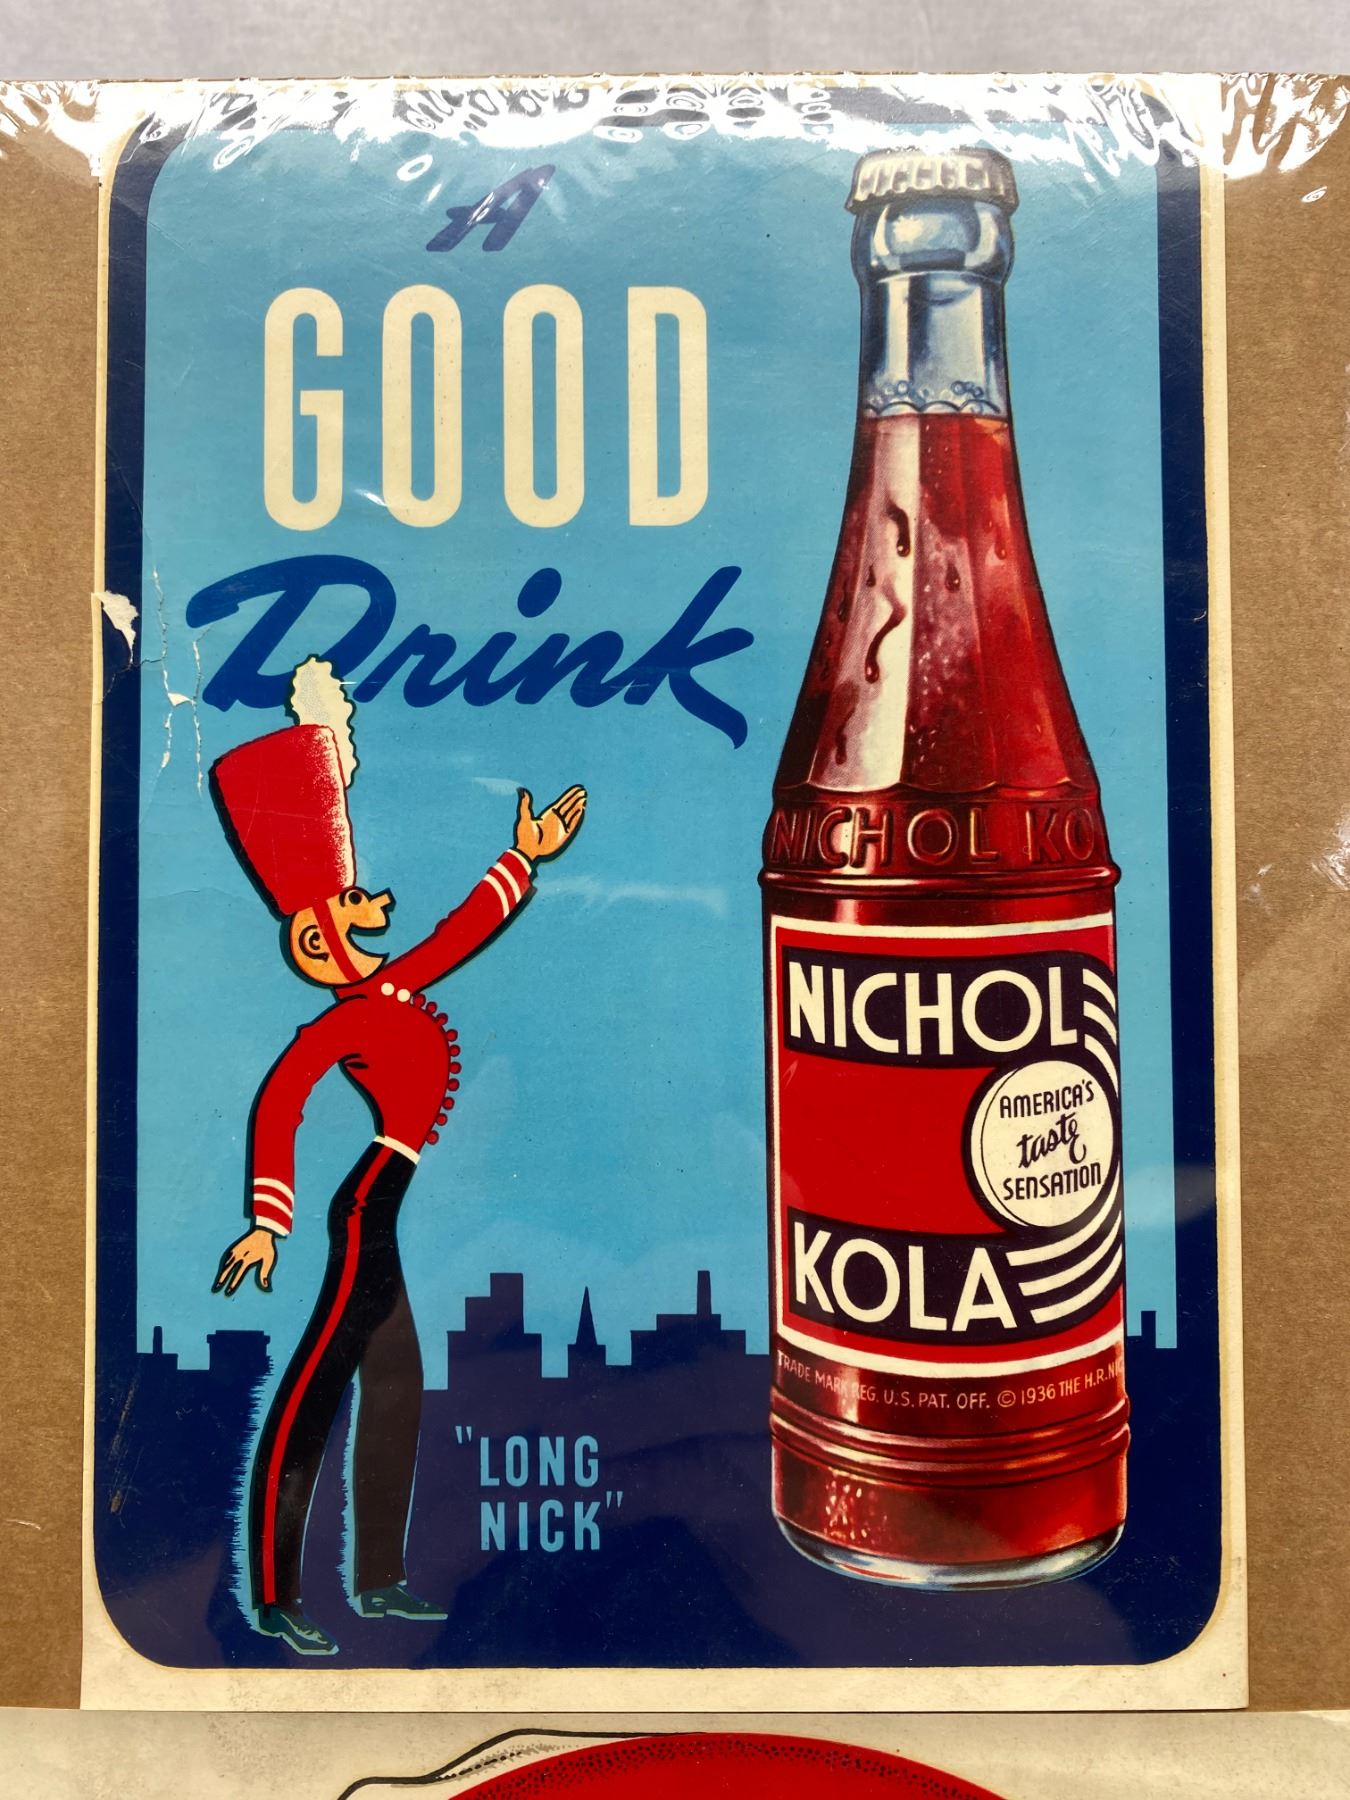 A
GOOD
Drink
NICHOL KO
NICHOL
AMERICA'S
taste
SENSATION
KOLA
TRADE MARK REG. U.S. PAT. OFF. © 1936 THE H.R.
"LONG
NICK"